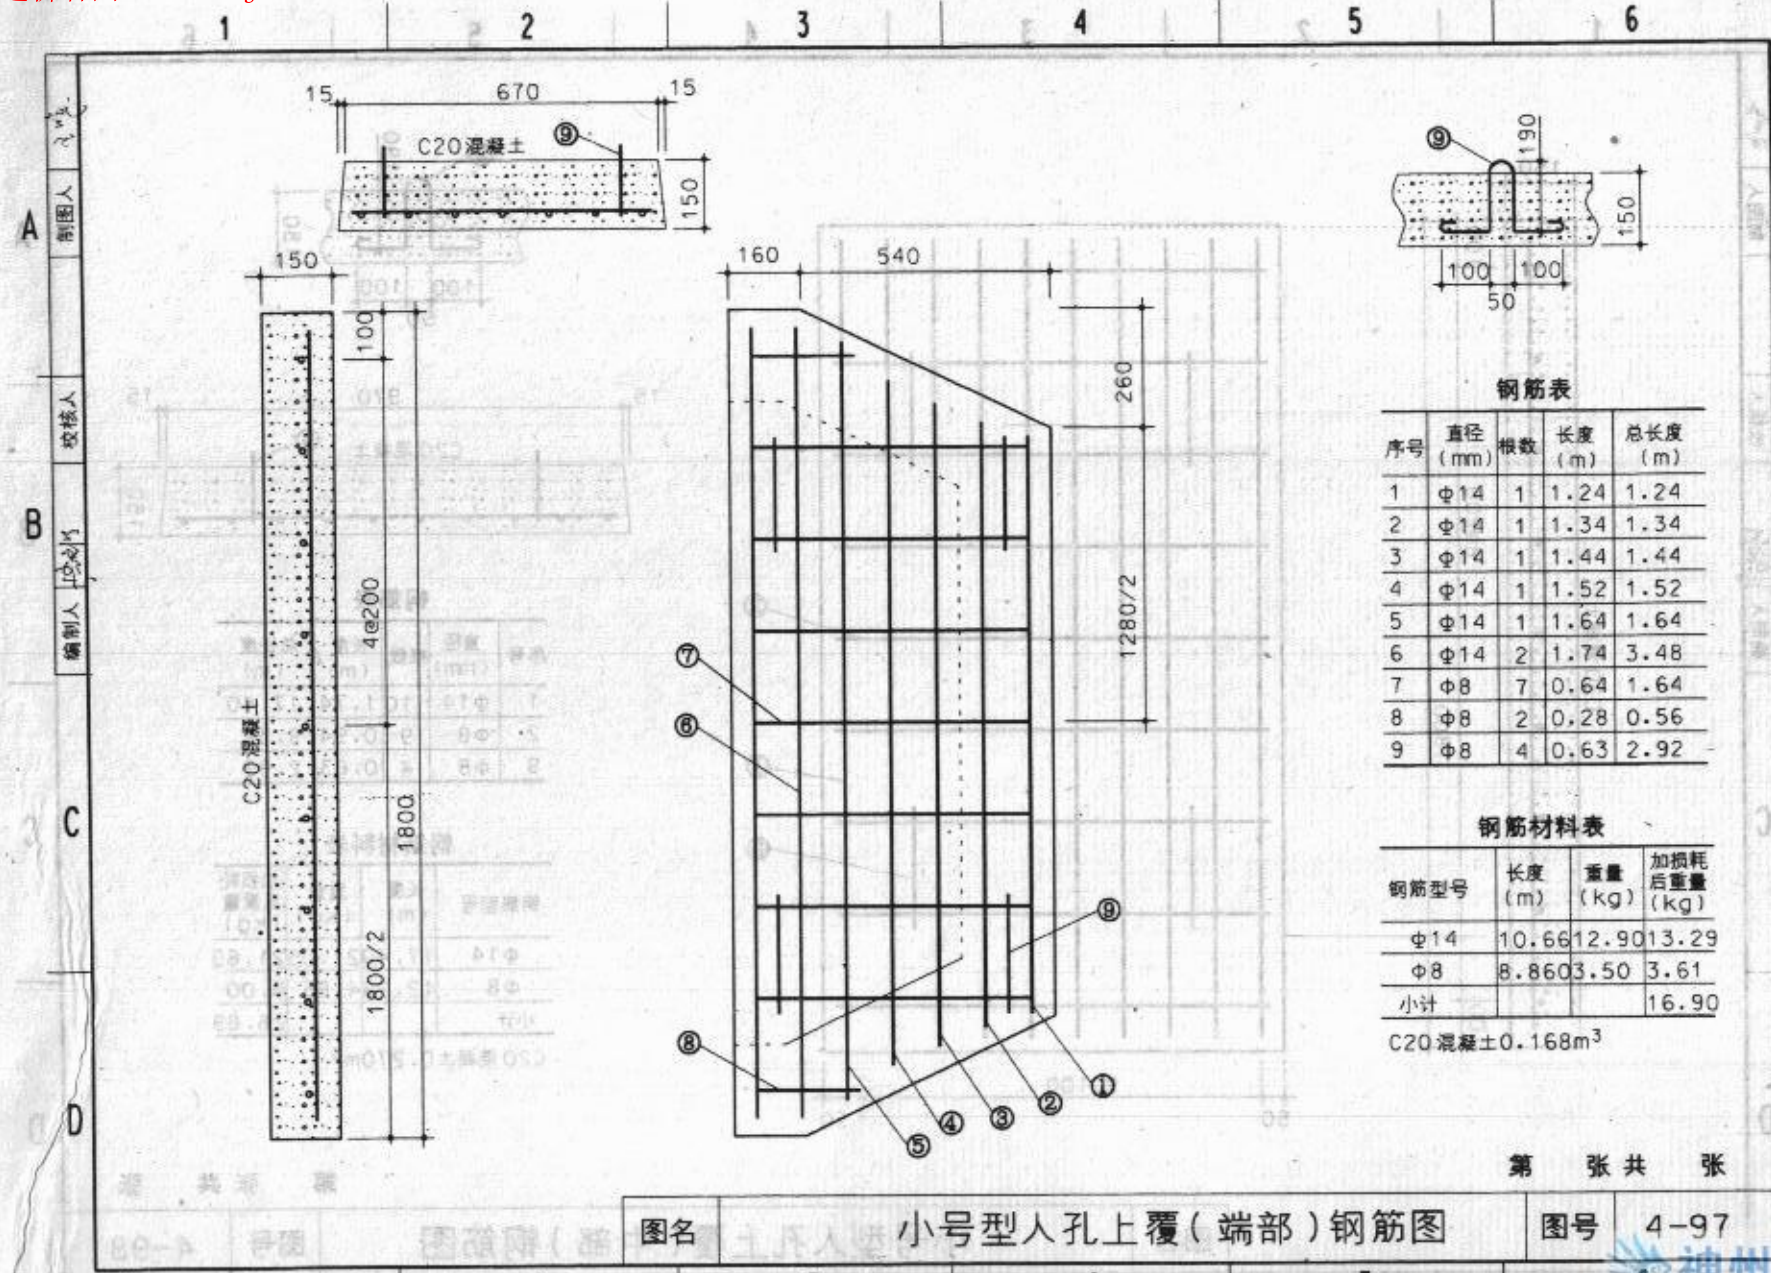 1 2 3 4 5 6
A
B
C
D
制图人
校核人
编制人
15 670 15
C20混凝土 ⑨
150
150
100
4@200
1800
1800/2
C20混凝土
160 540
260
1280/2
⑦
⑥
⑧
⑨
①
②
③
④
⑤
⑨ 190
150
100 100
50
钢筋表
序号 直径(mm) 根数 长度(m) 总长度(m)
1 Φ14 1 1.24 1.24
2 Φ14 1 1.34 1.34
3 Φ14 1 1.44 1.44
4 Φ14 1 1.52 1.52
5 Φ14 1 1.64 1.64
6 Φ14 2 1.74 3.48
7 Φ8 7 0.64 1.64
8 Φ8 2 0.28 0.56
9 Φ8 4 0.63 2.92
钢筋材料表
钢筋型号 长度(m) 重量(kg) 加损耗后重量(kg)
Φ14 10.66 12.90 13.29
Φ8 8.860 3.50 3.61
小计 16.90
C20混凝土0.168m³
第 张 共 张
图名 小号型人孔上覆(端部)钢筋图 图号 4-97